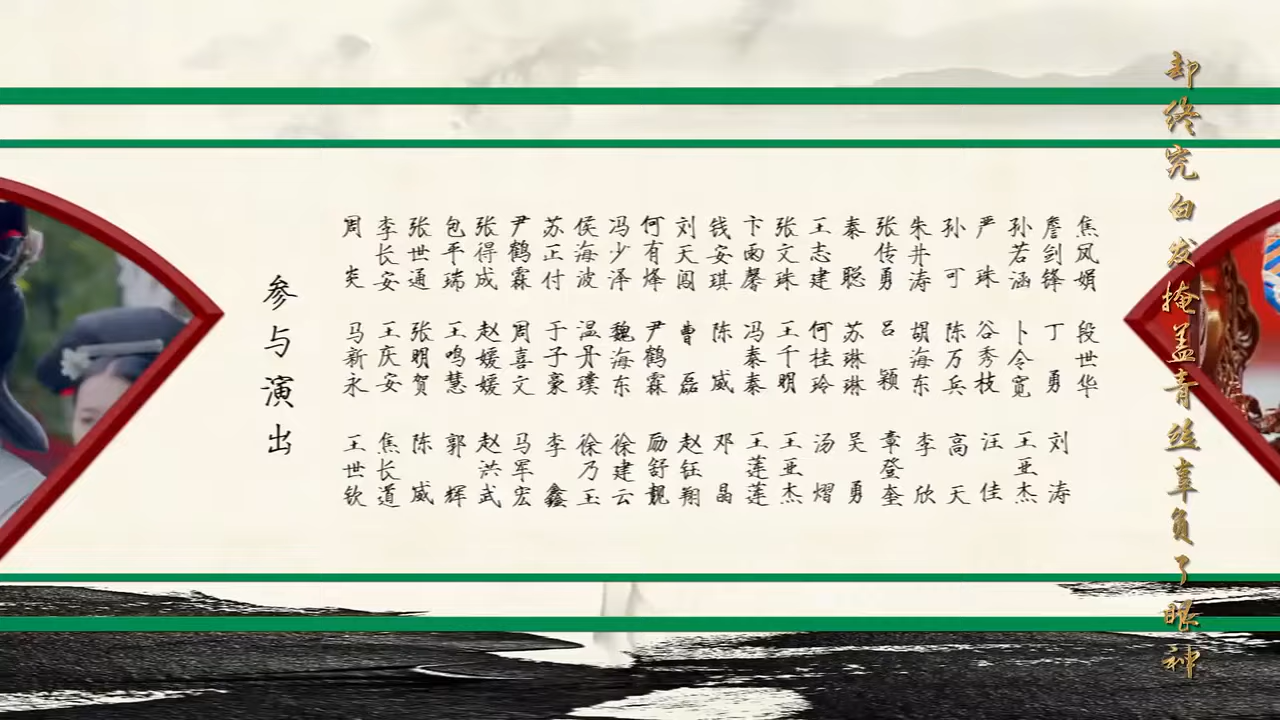 参与演出
周奕 马新永 王世钦
李长安 王庆安 焦长道
张世通 张明贺 陈威
包平瑞 王鸣慧 郭辉
张得成 赵媛媛 赵洪武
尹鹤霖 周喜文 马军宏
苏正付 于子豪 李鑫
侯海波 温丹璞 徐乃玉
冯少泽 魏海东 徐建云
何有烽 尹鹤霖 励舒靓
刘天闯 曹磊 赵钰翔
钱安琪 陈威 邓晶
卞雨馨 冯秦秦 王莲莲
张文珠 王千明 王亚杰
王志建 何桂玲 汤熠
秦聪 苏琳琳 吴勇
张传勇 吕颖 章登奎
朱井涛 胡海东 李欣
孙可 陈万兵 高天
严珠 谷秀枝 汪佳
孙若涵 卜令宽 王亚杰
詹剑锋 丁勇 刘涛
焦凤娟 段世华
却终究白发掩盖青丝辜负了眼神